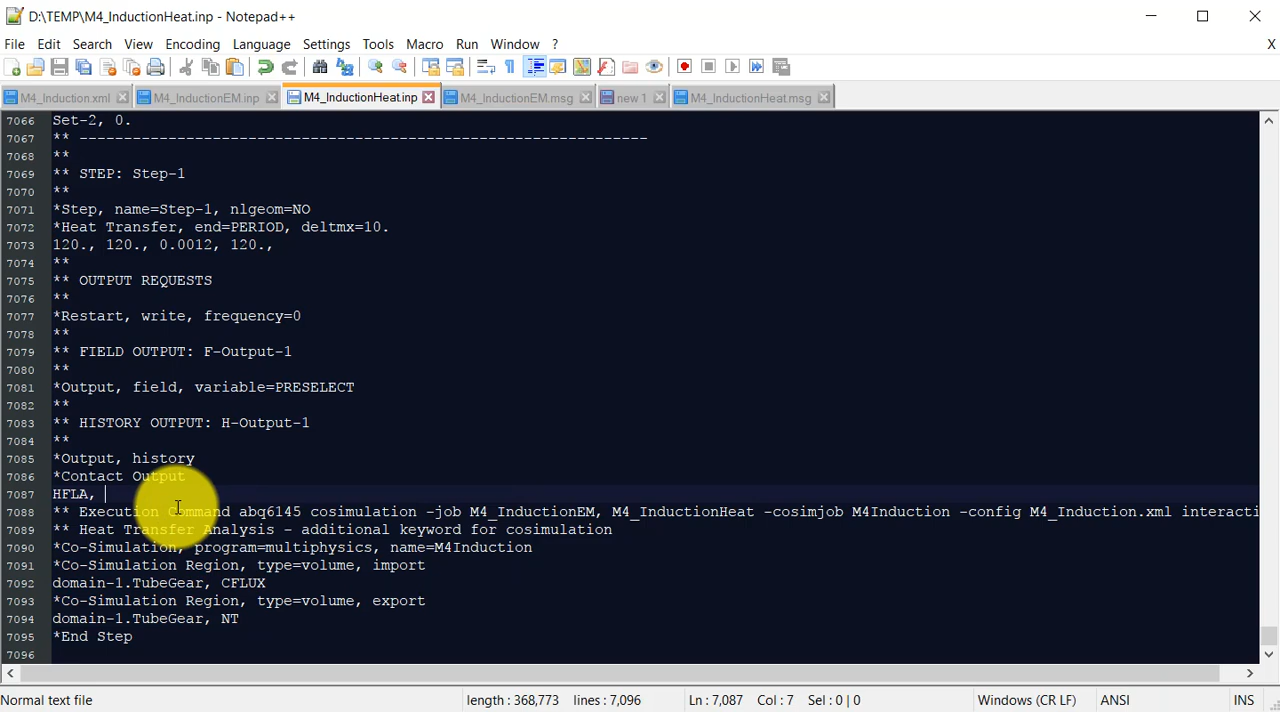 D:\TEMP\M4_InductionHeat.inp - Notepad++
File Edit Search View Encoding Language Settings Tools Macro Run Window ? X
M4_Induction.xml M4_InductionEM.inp M4_InductionHeat.inp M4_InductionEM.msg new 1 M4_InductionHeat.msg
7066 Set-2, 0.
7067 ** ----------------------------------------------------------------
7068 **
7069 ** STEP: Step-1
7070 **
7071 *Step, name=Step-1, nlgeom=NO
7072 *Heat Transfer, end=PERIOD, deltmx=10.
7073 120., 120., 0.0012, 120.,
7074 **
7075 ** OUTPUT REQUESTS
7076 **
7077 *Restart, write, frequency=0
7078 **
7079 ** FIELD OUTPUT: F-Output-1
7080 **
7081 *Output, field, variable=PRESELECT
7082 **
7083 ** HISTORY OUTPUT: H-Output-1
7084 **
7085 *Output, history
7086 *Contact Output
7087 HFLA,
7088 ** Execution Command abq6145 cosimulation -job M4_InductionEM, M4_InductionHeat -cosimjob M4Induction -config M4_Induction.xml interacti
7089 ** Heat Transfer Analysis - additional keyword for cosimulation
7090 *Co-Simulation, program=multiphysics, name=M4Induction
7091 *Co-Simulation Region, type=volume, import
7092 domain-1.TubeGear, CFLUX
7093 *Co-Simulation Region, type=volume, export
7094 domain-1.TubeGear, NT
7095 *End Step
7096
Normal text file length : 368,773 lines : 7,096 Ln : 7,087 Col : 7 Sel : 0 | 0 Windows (CR LF) ANSI INS